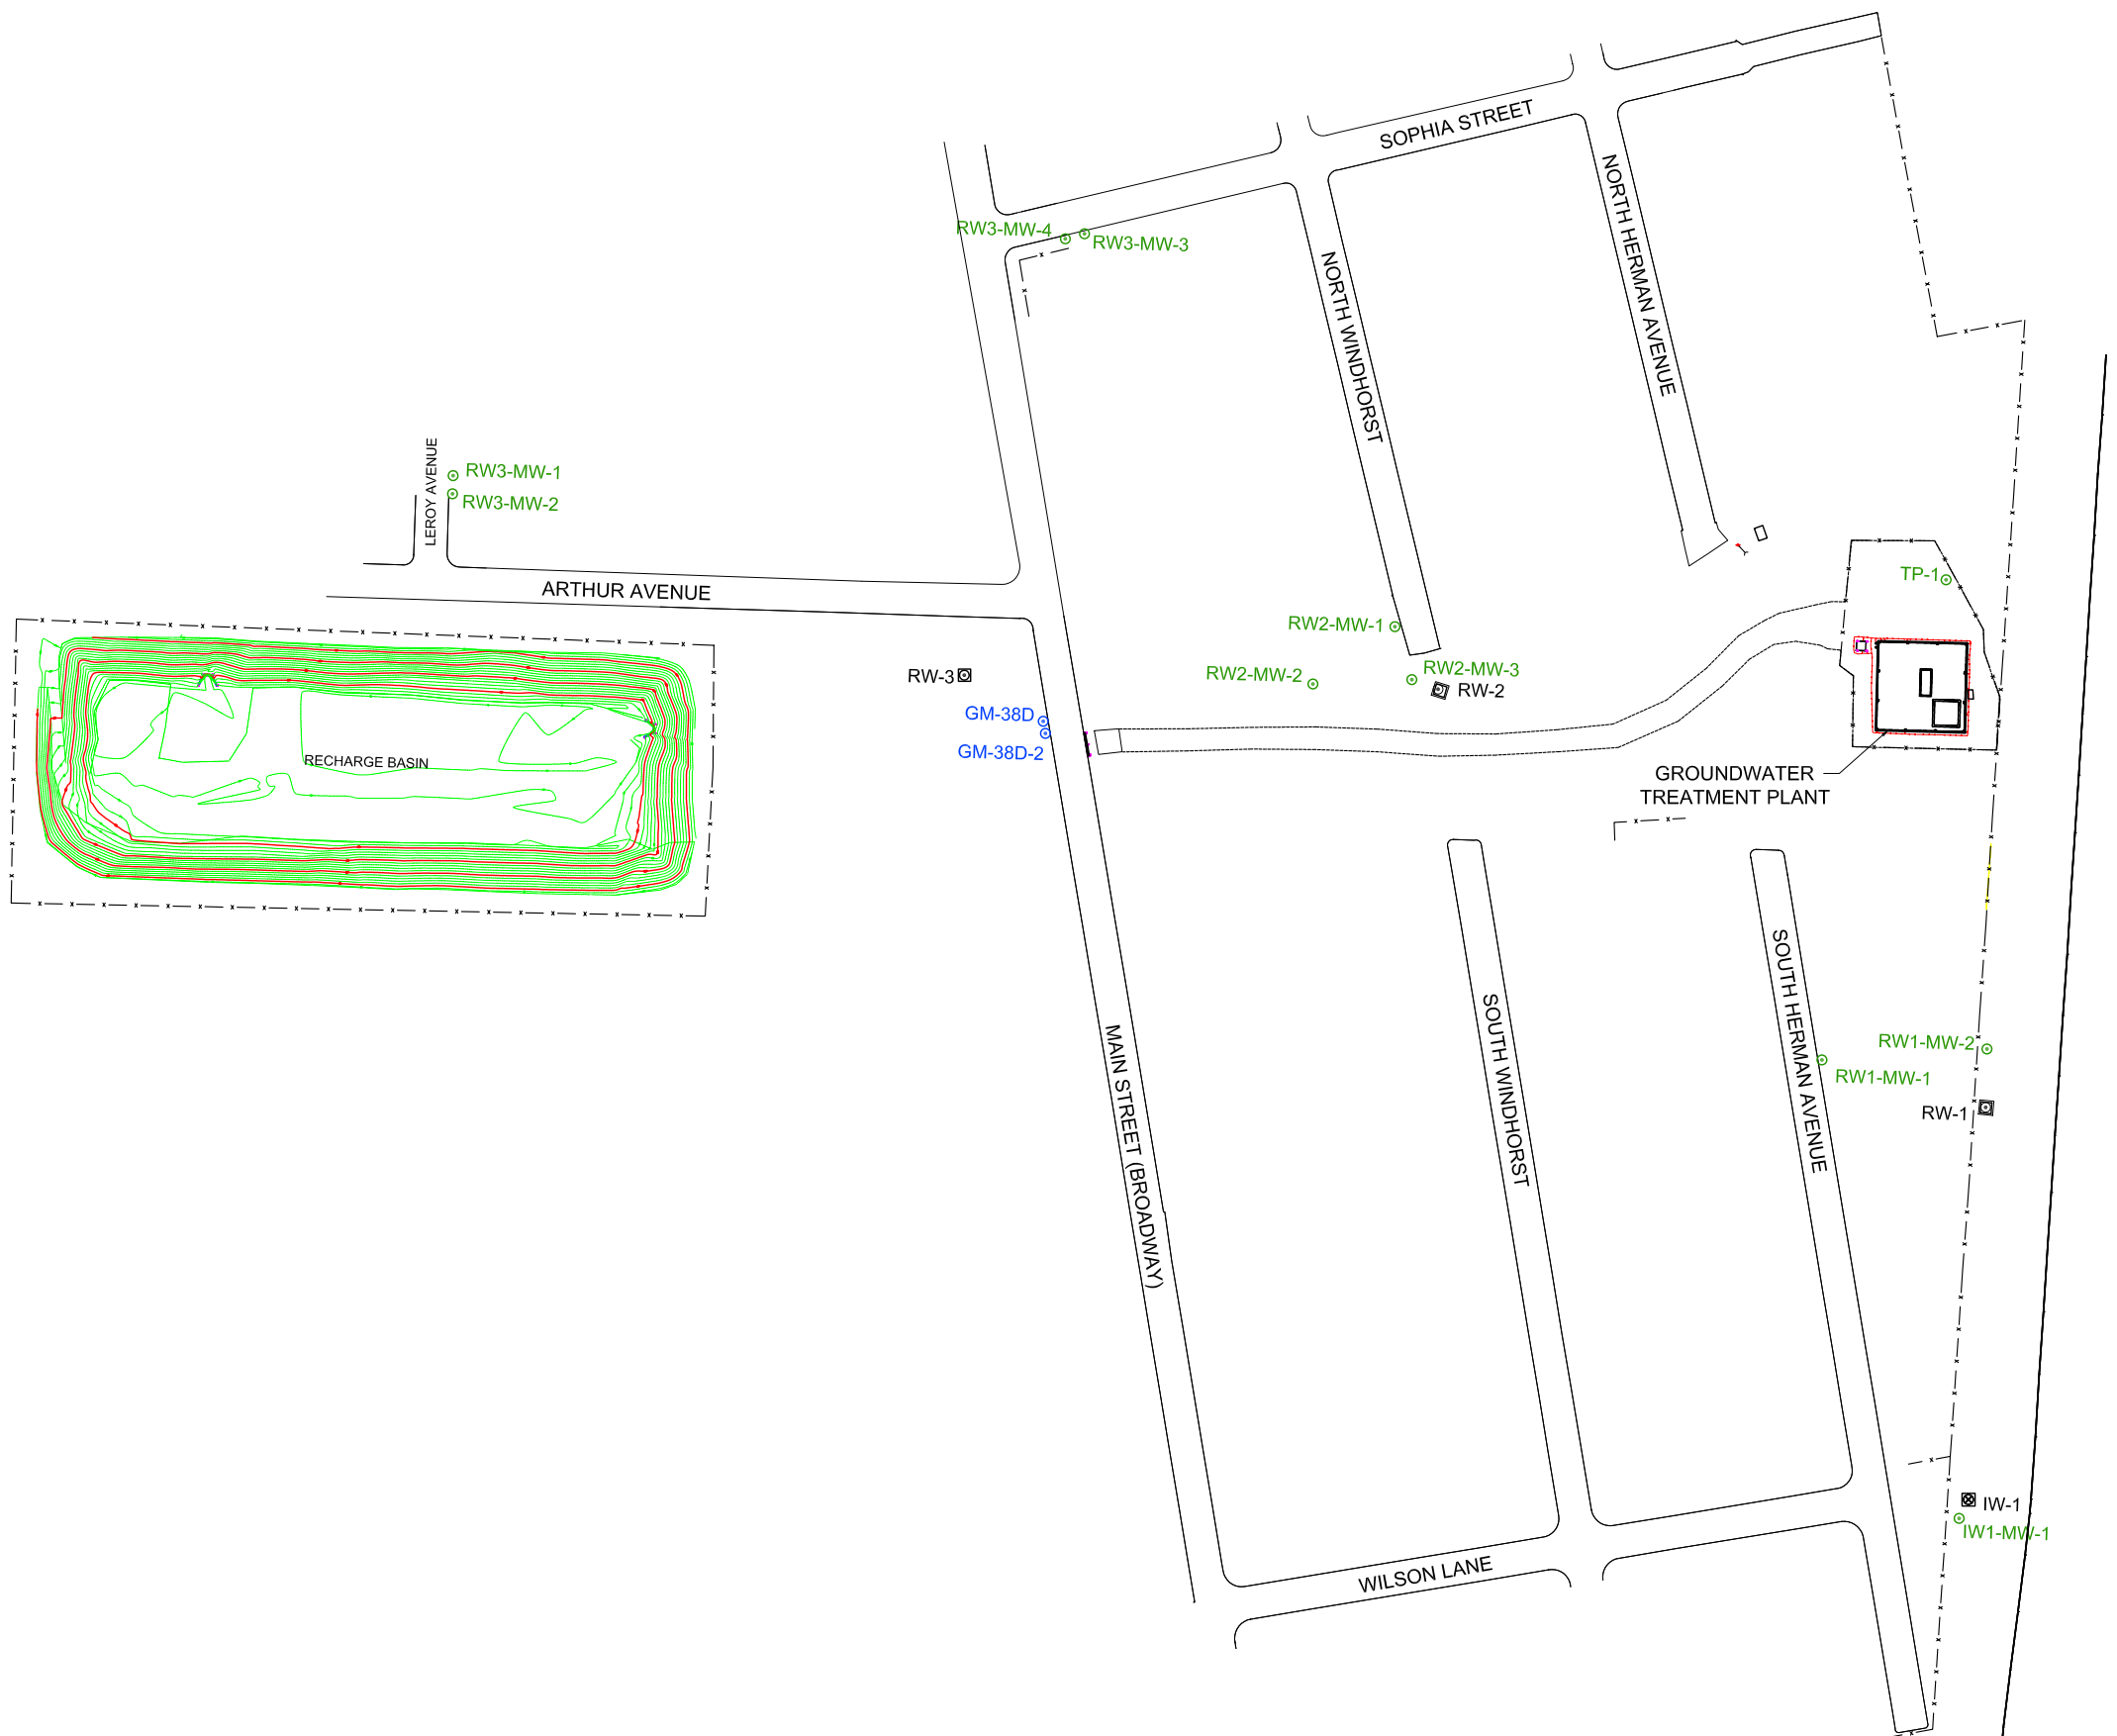 SOPHIA STREET
NORTH HERMAN AVENUE
RW3-MW-4
RW3-MW-3
NORTH WINDHORST
LEROY AVENUE
RW3-MW-1
RW3-MW-2
ARTHUR AVENUE
TP-1
RW2-MW-1
RW-3
RW2-MW-2
RW2-MW-3
RW-2
GM-38D
GM-38D-2
RECHARGE BASIN
GROUNDWATER
TREATMENT PLANT
MAIN STREET (BROADWAY)
SOUTH WINDHORST
SOUTH HERMAN AVENUE
RW1-MW-2
RW1-MW-1
RW-1
IW-1
IW1-MW-1
WILSON LANE